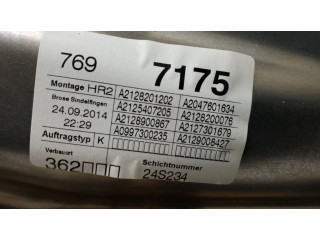 769 7175
Montage HR2 A2128201202 A2047601634
Brose Sindelfingen A2125407205 A2128200076
24.09.2014 A2128900867 A2127301679
22:29 A0997300235 A2129008427
Auftragstyp K
Verbauort Schichtnummer
362 24S234